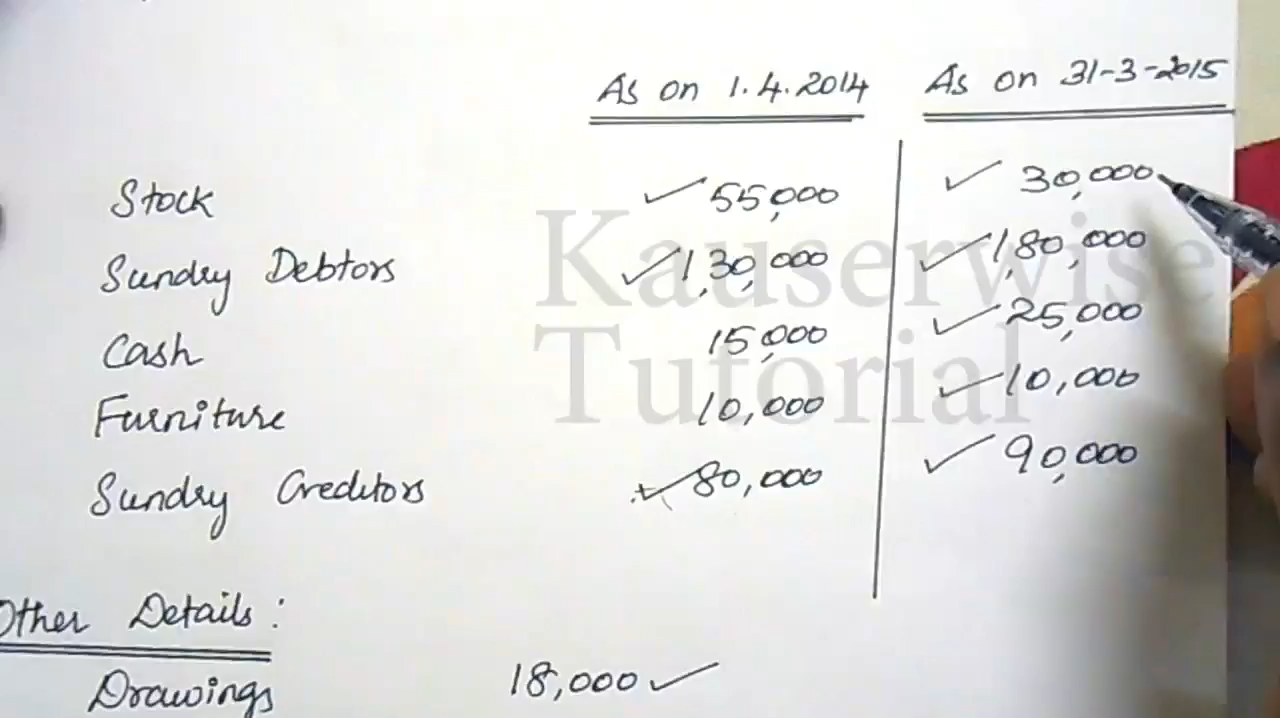 As on 1.4.2014 As on 31-3-2015
Stock 55,000 30,000
Sundry Debtors 1,30,000 1,80,000
Cash 15,000 25,000
Furniture 10,000 10,000
Sundry Creditors 80,000 90,000
Other Details:
Drawings 18,000
Kauserwise
Tutorial